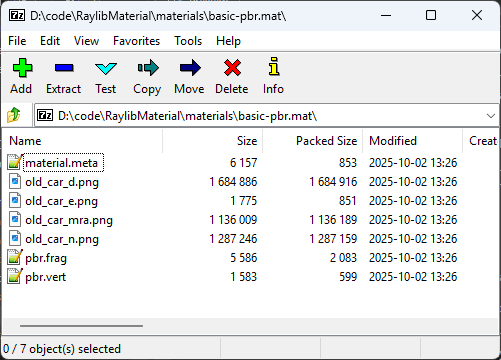 D:\code\RaylibMaterial\materials\basic-pbr.mat\
File Edit View Favorites Tools Help
Add Extract Test Copy Move Delete Info
D:\code\RaylibMaterial\materials\basic-pbr.mat\
Name Size Packed Size Modified Creat
material.meta 6 157 853 2025-10-02 13:26
old_car_d.png 1 684 886 1 684 916 2025-10-02 13:26
old_car_e.png 1 775 851 2025-10-02 13:26
old_car_mra.png 1 136 009 1 136 189 2025-10-02 13:26
old_car_n.png 1 287 246 1 287 159 2025-10-02 13:26
pbr.frag 5 586 2 083 2025-10-02 13:26
pbr.vert 1 583 599 2025-10-02 13:26
0 / 7 object(s) selected